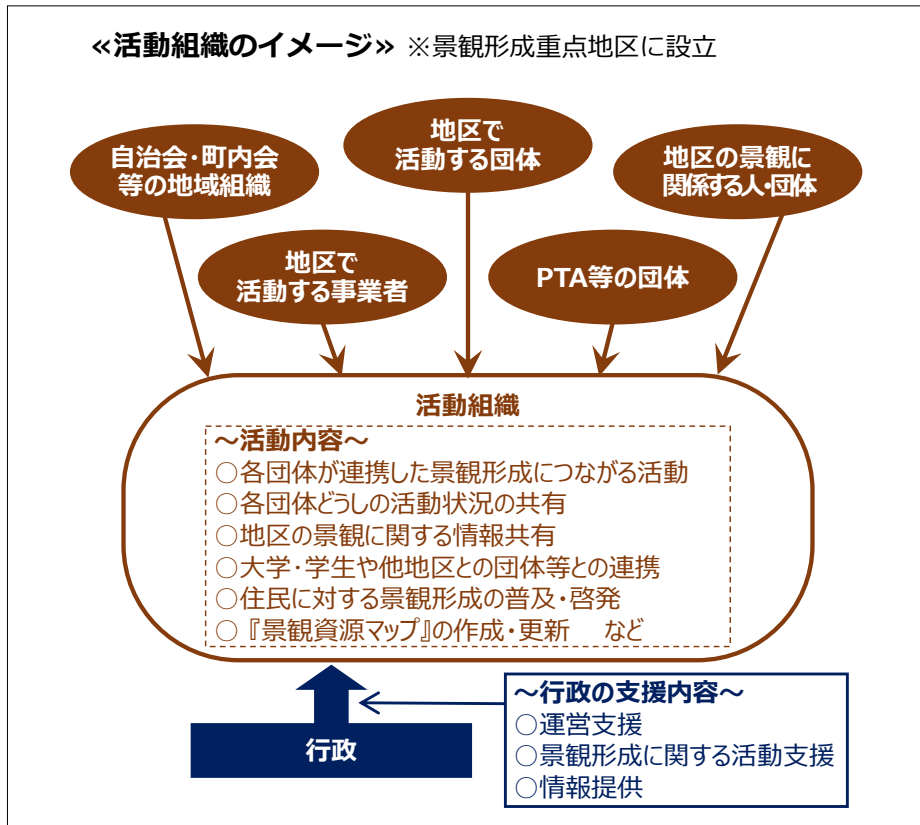 ≪活動組織のイメージ≫ ※景観形成重点地区に設立
自治会・町内会
等の地域組織
地区で
活動する団体
地区の景観に
関係する人・団体
地区で
活動する事業者
PTA等の団体
活動組織
～活動内容～
○各団体が連携した景観形成につながる活動
○各団体どうしの活動状況の共有
○地区の景観に関する情報共有
○大学・学生や他地区との団体等との連携
○住民に対する景観形成の普及・啓発
○『景観資源マップ』の作成・更新 など
行政
～行政の支援内容～
○運営支援
○景観形成に関する活動支援
○情報提供